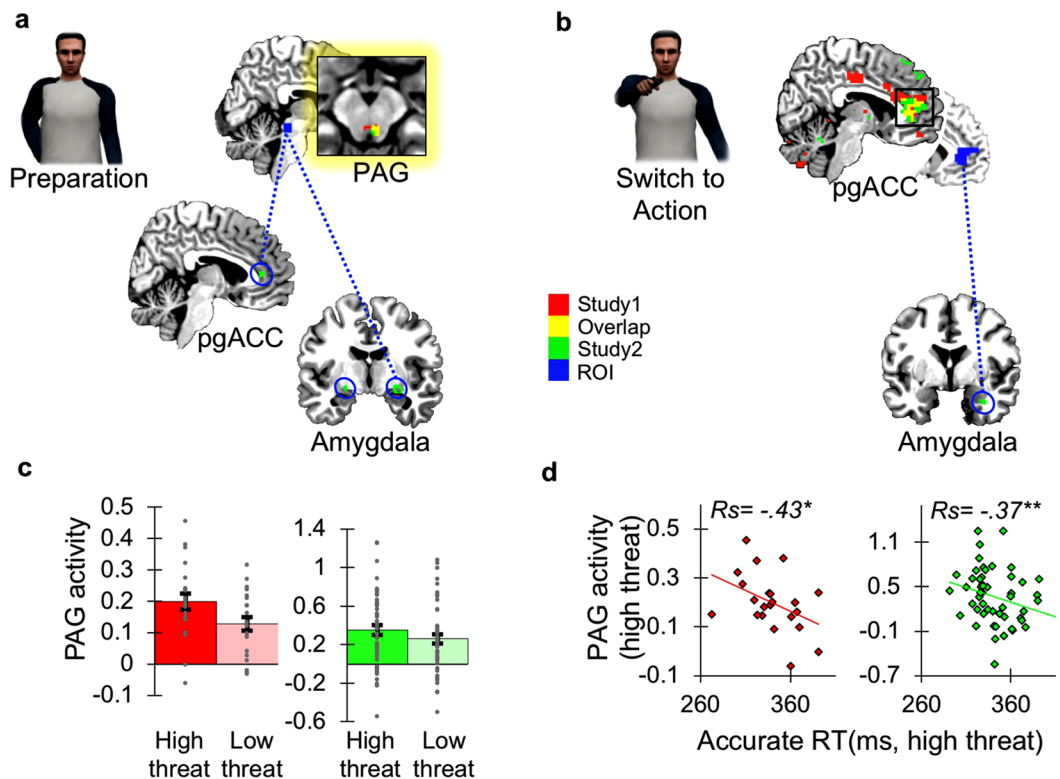 a
Preparation
PAG
pgACC
Amygdala
b
Switch to
Action
pgACC
Amygdala
Study1
Overlap
Study2
ROI
c
PAG activity
0.5
0.4
0.3
0.2
0.1
0
-0.1
High
threat
Low
threat
1.4
1
0.6
0.2
-0.2
-0.6
High
threat
Low
threat
d
PAG activity
(high threat)
Rs= -.43*
0.5
0.3
0.1
-0.1
260
360
Rs= -.37**
1.1
0.5
-0.1
-0.7
260
360
Accurate RT(ms, high threat)